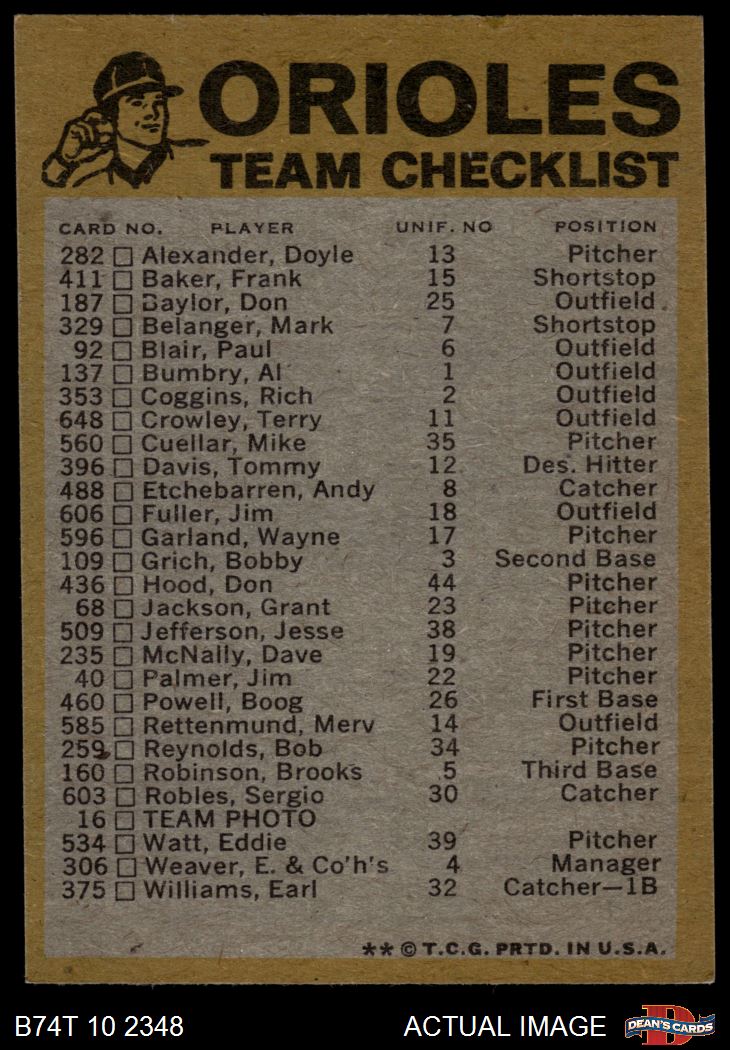 ORIOLES
TEAM CHECKLIST
CARD NO. PLAYER UNIF. NO POSITION
282 Alexander, Doyle 13 Pitcher
411 Baker, Frank 15 Shortstop
187 Baylor, Don 25 Outfield
329 Belanger, Mark 7 Shortstop
92 Blair, Paul 6 Outfield
137 Bumbry, Al 1 Outfield
353 Coggins, Rich 2 Outfield
648 Crowley, Terry 11 Outfield
560 Cuellar, Mike 35 Pitcher
396 Davis, Tommy 12 Des. Hitter
488 Etchebarren, Andy 8 Catcher
606 Fuller, Jim 18 Outfield
596 Garland, Wayne 17 Pitcher
109 Grich, Bobby 3 Second Base
436 Hood, Don 44 Pitcher
68 Jackson, Grant 23 Pitcher
509 Jefferson, Jesse 38 Pitcher
235 McNally, Dave 19 Pitcher
40 Palmer, Jim 22 Pitcher
460 Powell, Boog 26 First Base
585 Rettenmund, Merv 14 Outfield
259 Reynolds, Bob 34 Pitcher
160 Robinson, Brooks 5 Third Base
603 Robles, Sergio 30 Catcher
16 TEAM PHOTO
534 Watt, Eddie 39 Pitcher
306 Weaver, E. & Co'h's 4 Manager
375 Williams, Earl 32 Catcher—1B
** © T.C.G. PRTD. IN U.S.A.
B74T 10 2348 ACTUAL IMAGE DEAN'S CARDS